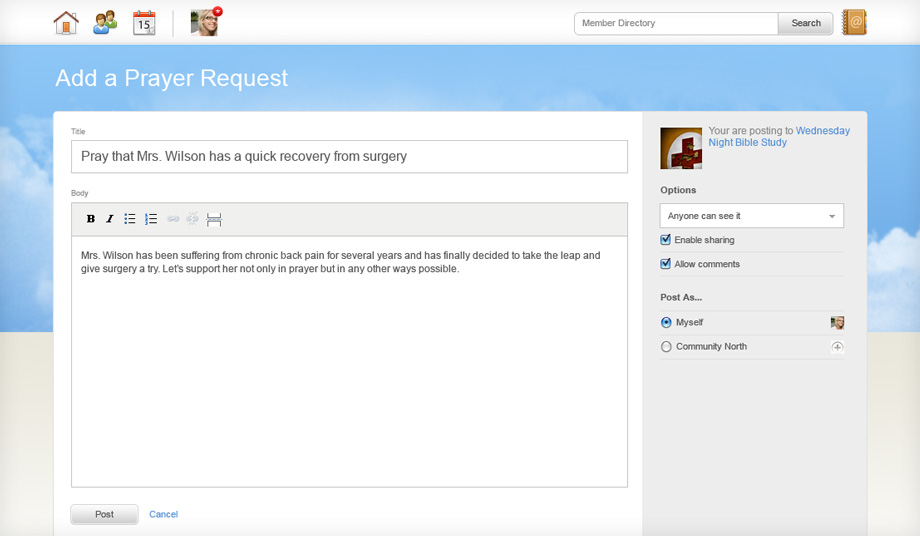 15
Member Directory
Search
@
Add a Prayer Request
Title
Pray that Mrs. Wilson has a quick recovery from surgery
Body
B I
Mrs. Wilson has been suffering from chronic back pain for several years and has finally decided to take the leap and
give surgery a try. Let's support her not only in prayer but in any other ways possible.
Post
Cancel
Your are posting to Wednesday
Night Bible Study
Options
Anyone can see it
Enable sharing
Allow comments
Post As...
Myself
Community North